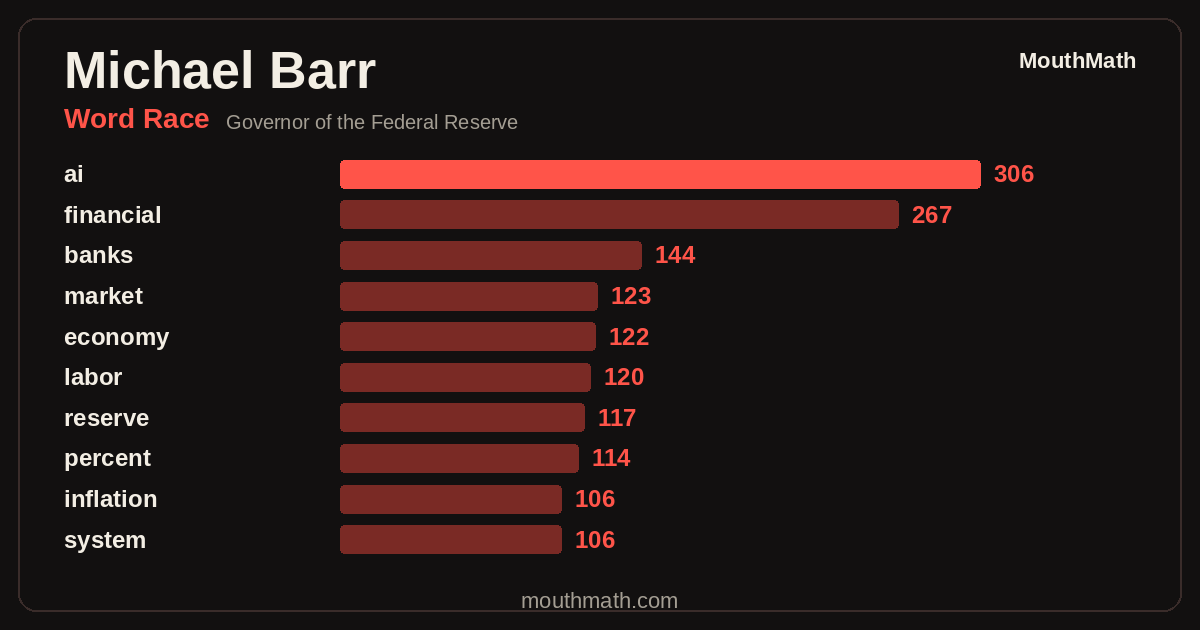 Michael Barr
MouthMath
Word Race Governor of the Federal Reserve
ai 306
financial 267
banks 144
market 123
economy 122
labor 120
reserve 117
percent 114
inflation 106
system 106
mouthmath.com